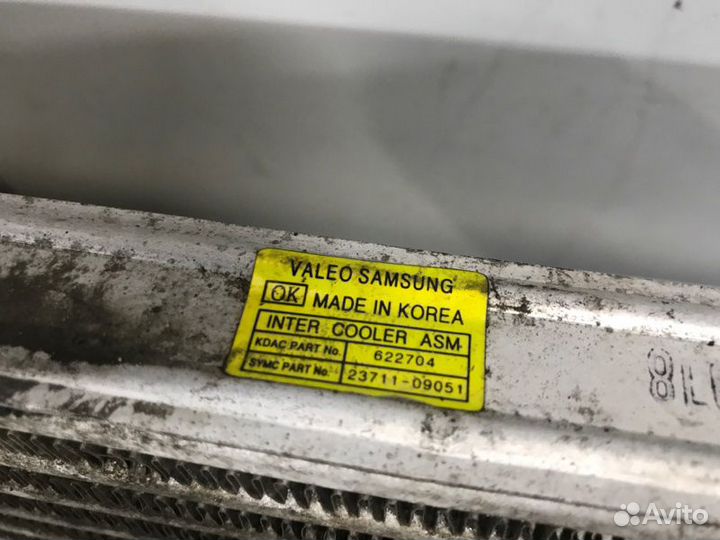 VALEO SAMSUNG
OK MADE IN KOREA
INTER COOLER ASM
KDAC PART No. 622704
SYMC PART No. 23711-09051
Avito